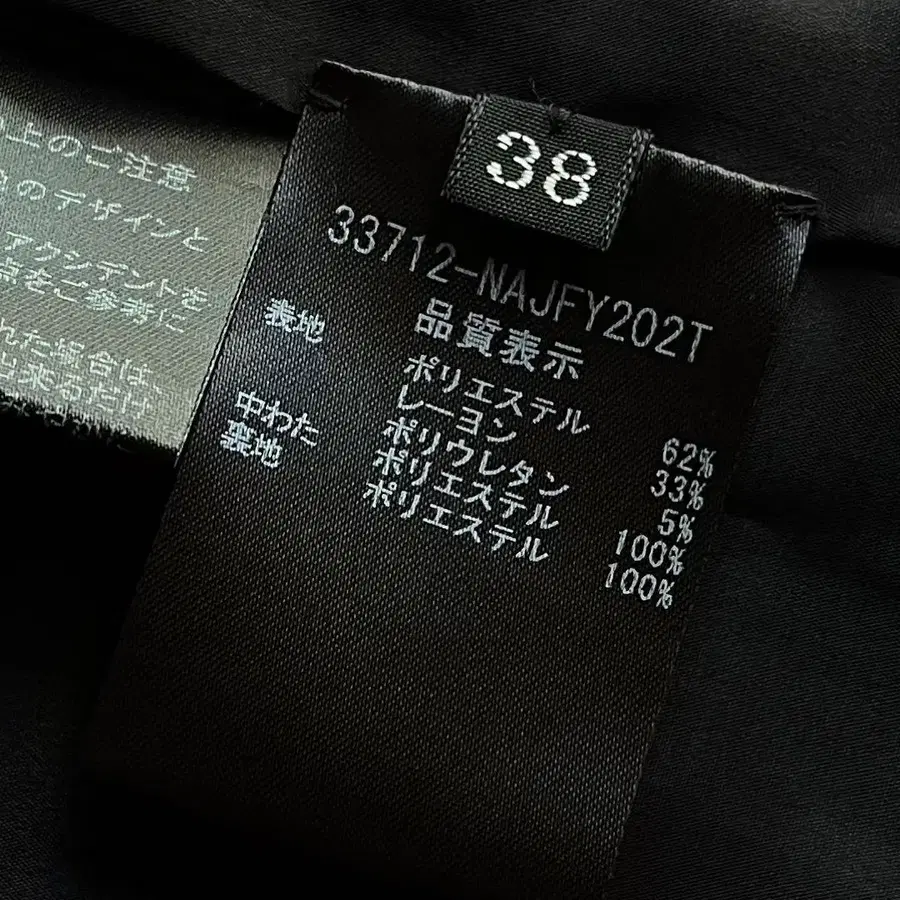 38
33712-NAJFY202T
品質表示
表地 ポリエステル 62%
レーヨン 33%
ポリウレタン 5%
中わた ポリエステル 100%
裏地 ポリエステル 100%
上のご注意
のデザインと
アウンデントを
点をご参考に
れた場合は、
出来るだけ